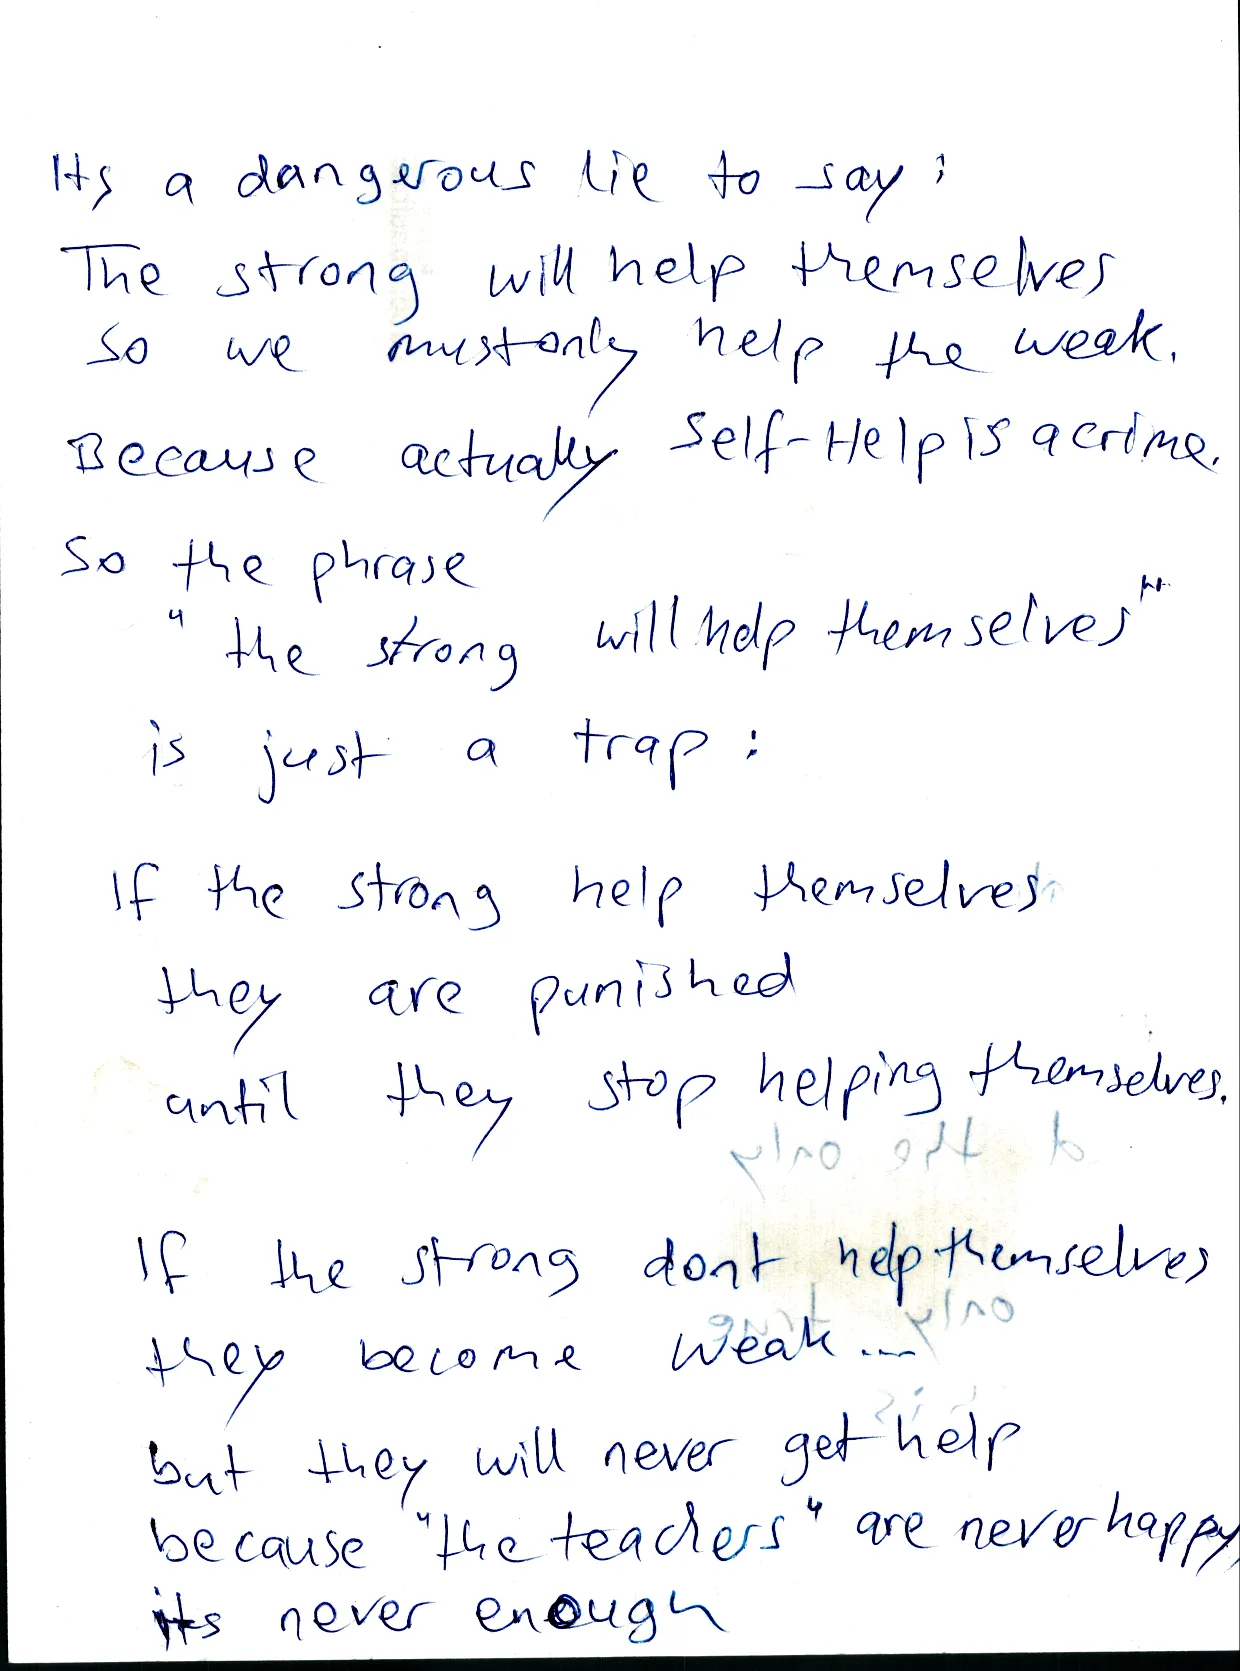 Its a dangerous lie to say:
The strong will help themselves
so we must only help the weak.
Because actually Self-Help is a crime.
So the phrase
"the strong will help themselves"
is just a trap:
If the strong help themselves
they are punished
until they stop helping themselves.
If the strong dont help themselves
they become weak...
but they will never get help
because "the teachers" are never happy,
its never enough